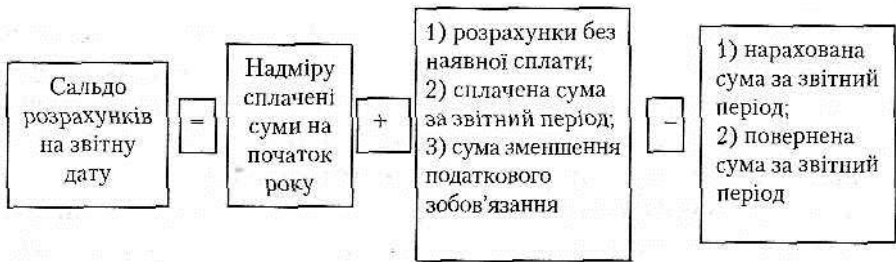 Сальдо
розрахунків
на звітну
дату
=
Надміру
сплачені
суми на
початок
року
+
1) розрахунки без
наявної сплати;
2) сплачена сума
за звітний період;
3) сума зменшення
податкового
зобов'язання
−
1) нарахована
сума за звітний
період;
2) повернена
сума за звітний
період